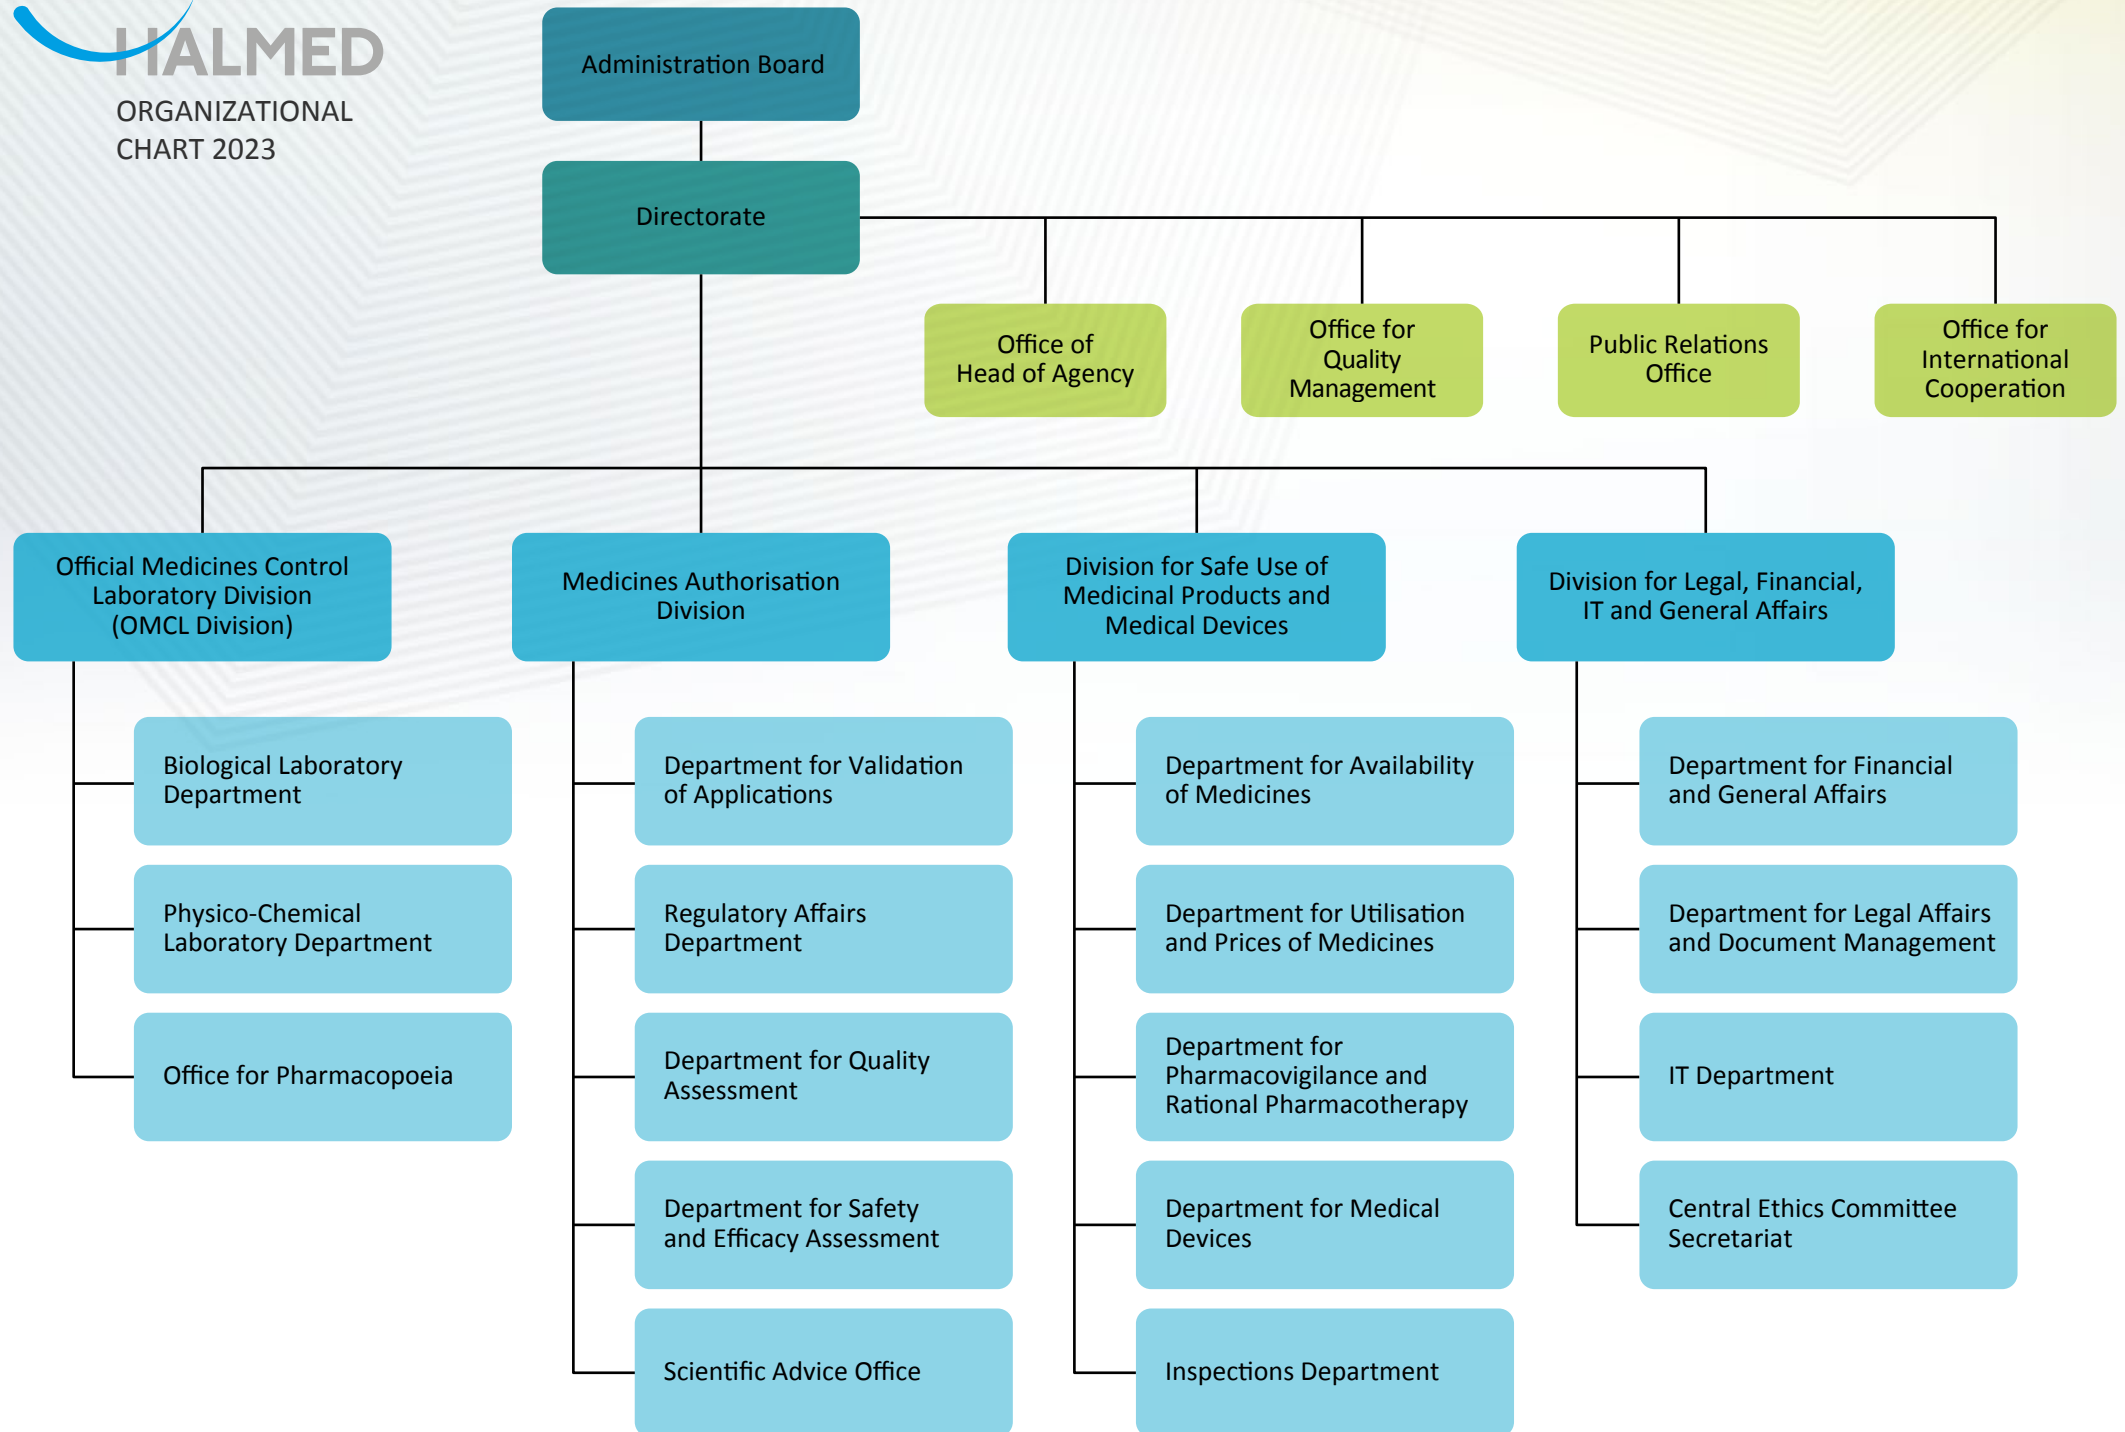 HALMED
ORGANIZATIONAL
CHART 2023
Administration Board
Directorate
Office of
Head of Agency
Office for
Quality
Management
Public Relations
Office
Office for
International
Cooperation
Official Medicines Control
Laboratory Division
(OMCL Division)
Medicines Authorisation
Division
Division for Safe Use of
Medicinal Products and
Medical Devices
Division for Legal, Financial,
IT and General Affairs
Biological Laboratory
Department
Physico-Chemical
Laboratory Department
Office for Pharmacopoeia
Department for Validation
of Applications
Regulatory Affairs
Department
Department for Quality
Assessment
Department for Safety
and Efficacy Assessment
Scientific Advice Office
Department for Availability
of Medicines
Department for Utilisation
and Prices of Medicines
Department for
Pharmacovigilance and
Rational Pharmacotherapy
Department for Medical
Devices
Inspections Department
Department for Financial
and General Affairs
Department for Legal Affairs
and Document Management
IT Department
Central Ethics Committee
Secretariat